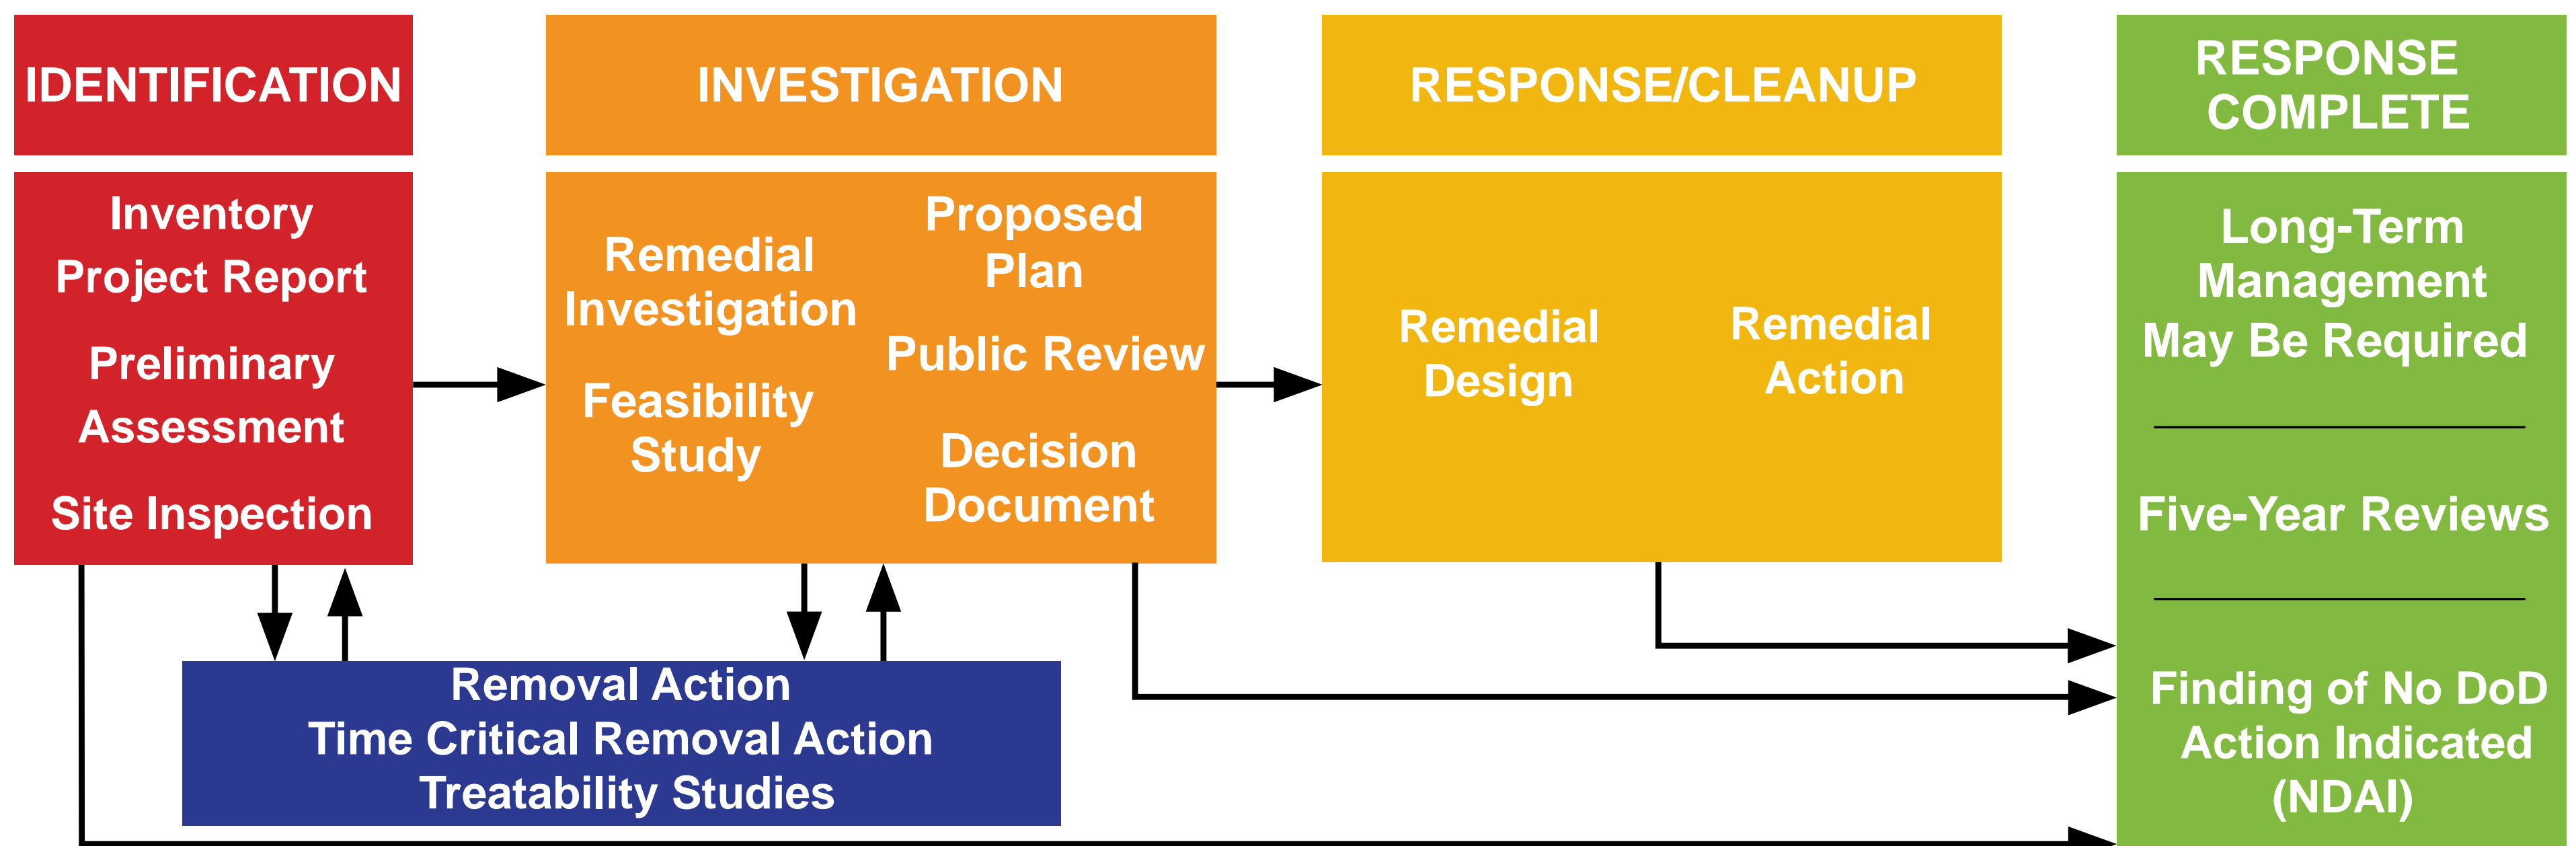 IDENTIFICATION
Inventory
Project Report
Preliminary
Assessment
Site Inspection
INVESTIGATION
Remedial
Investigation
Feasibility
Study
Proposed
Plan
Public Review
Decision
Document
RESPONSE/CLEANUP
Remedial
Design
Remedial
Action
RESPONSE
COMPLETE
Long-Term
Management
May Be Required
Five-Year Reviews
Finding of No DoD
Action Indicated
(NDAI)
Removal Action
Time Critical Removal Action
Treatability Studies